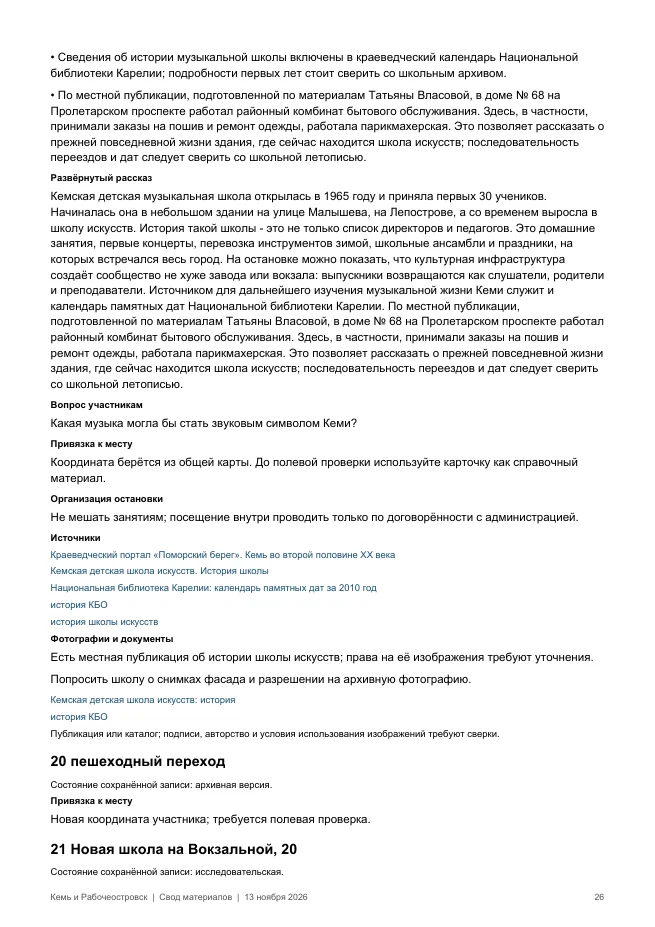 • Сведения об истории музыкальной школы включены в краеведческий календарь Национальной
библиотеки Карелии; подробности первых лет стоит сверить со школьным архивом.
• По местной публикации, подготовленной по материалам Татьяны Власовой, в доме № 68 на
Пролетарском проспекте работал районный комбинат бытового обслуживания. Здесь, в частности,
принимали заказы на пошив и ремонт одежды, работала парикмахерская. Это позволяет рассказать о
прежней повседневной жизни здания, где сейчас находится школа искусств; последовательность
переездов и дат следует сверить со школьной летописью.
Развёрнутый рассказ
Кемская детская музыкальная школа открылась в 1965 году и приняла первых 30 учеников.
Начиналась она в небольшом здании на улице Малышева, на Лепострове, а со временем выросла в
школу искусств. История такой школы - это не только список директоров и педагогов. Это домашние
занятия, первые концерты, перевозка инструментов зимой, школьные ансамбли и праздники, на
которых встречался весь город. На остановке можно показать, что культурная инфраструктура
создаёт сообщество не хуже завода или вокзала: выпускники возвращаются как слушатели, родители
и преподаватели. Источником для дальнейшего изучения музыкальной жизни Кеми служит и
календарь памятных дат Национальной библиотеки Карелии. По местной публикации,
подготовленной по материалам Татьяны Власовой, в доме № 68 на Пролетарском проспекте работал
районный комбинат бытового обслуживания. Здесь, в частности, принимали заказы на пошив и
ремонт одежды, работала парикмахерская. Это позволяет рассказать о прежней повседневной жизни
здания, где сейчас находится школа искусств; последовательность переездов и дат следует сверить
со школьной летописью.
Вопрос участникам
Какая музыка могла бы стать звуковым символом Кеми?
Привязка к месту
Координата берётся из общей карты. До полевой проверки используйте карточку как справочный
материал.
Организация остановки
Не мешать занятиям; посещение внутри проводить только по договорённости с администрацией.
Источники
Краеведческий портал «Поморский берег». Кемь во второй половине XX века
Кемская детская школа искусств. История школы
Национальная библиотека Карелии: календарь памятных дат за 2010 год
история КБО
история школы искусств
Фотографии и документы
Есть местная публикация об истории школы искусств; права на её изображения требуют уточнения.
Попросить школу о снимках фасада и разрешении на архивную фотографию.
Кемская детская школа искусств: история
история КБО
Публикация или каталог; подписи, авторство и условия использования изображений требуют сверки.
20 пешеходный переход
Состояние сохранённой записи: архивная версия.
Привязка к месту
Новая координата участника; требуется полевая проверка.
21 Новая школа на Вокзальной, 20
Состояние сохранённой записи: исследовательская.
Кемь и Рабочеостровск | Свод материалов | 13 ноября 2026 26